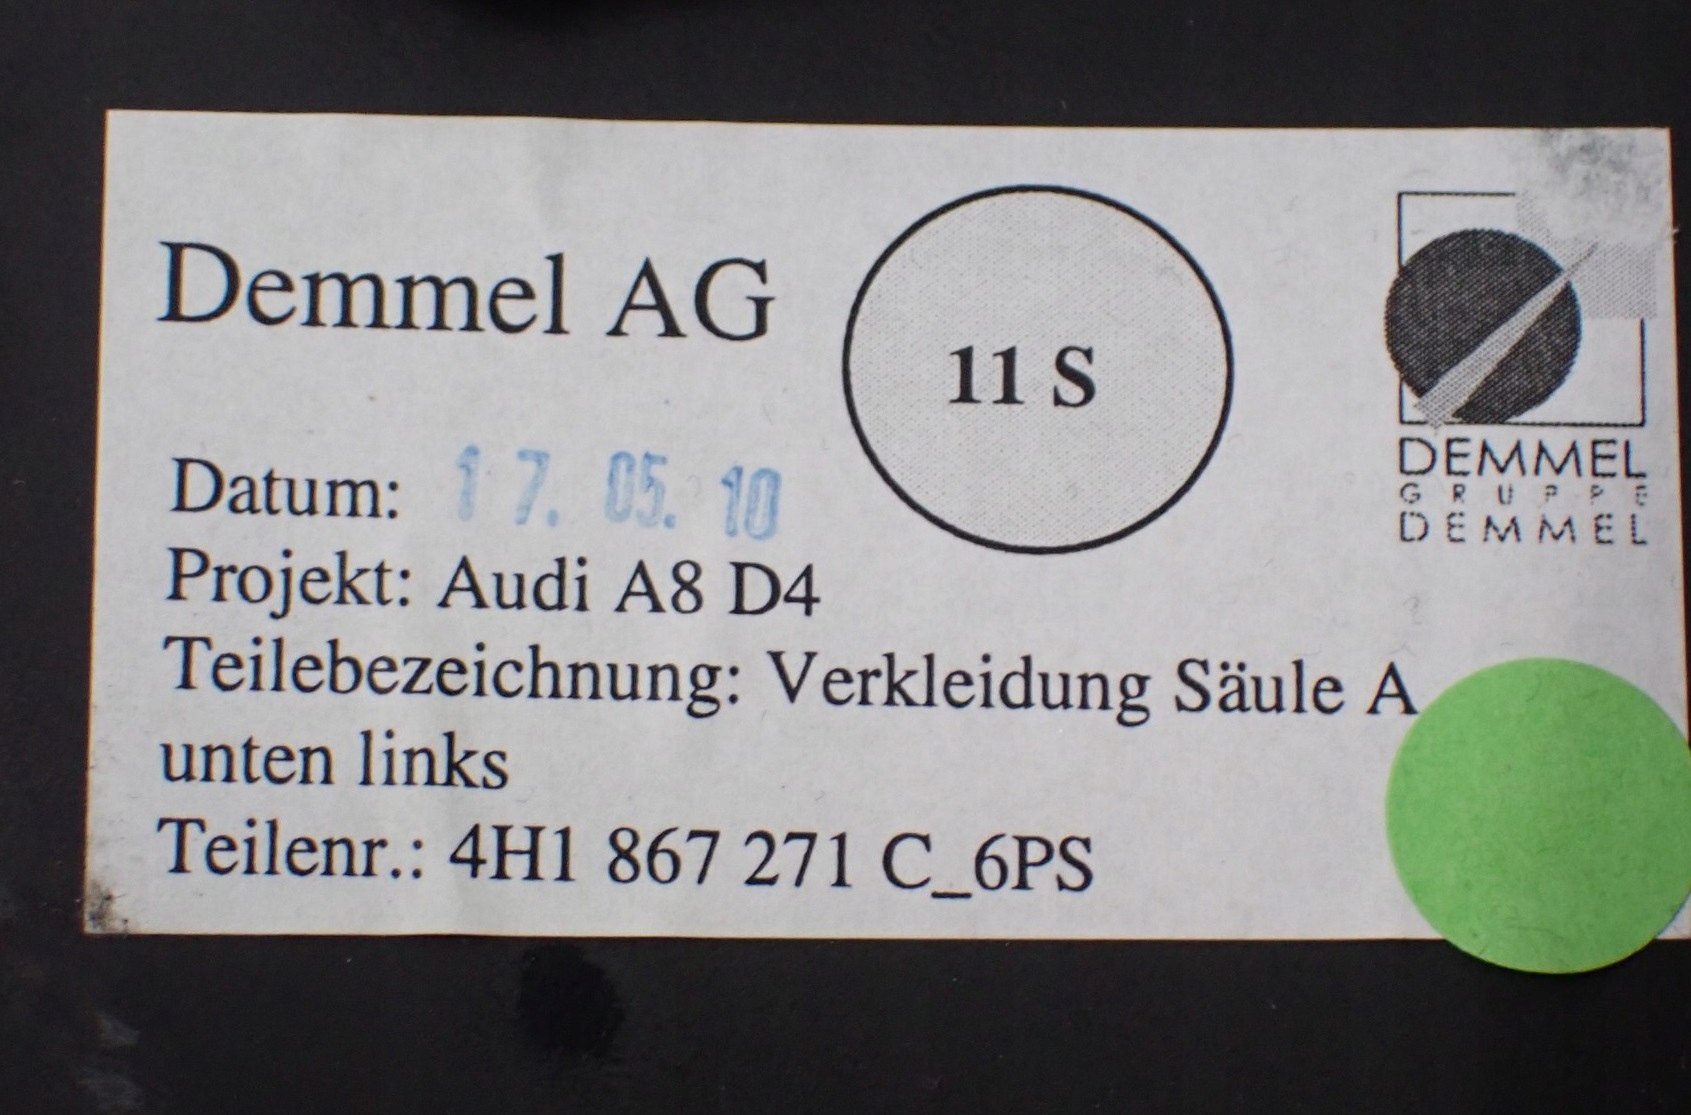 Demmel AG
11 S
DEMMEL
GRUPPE
DEMMEL
Datum: 17. 05. 10
Projekt: Audi A8 D4
Teilebezeichnung: Verkleidung Säule A
unten links
Teilenr.: 4H1 867 271 C_6PS